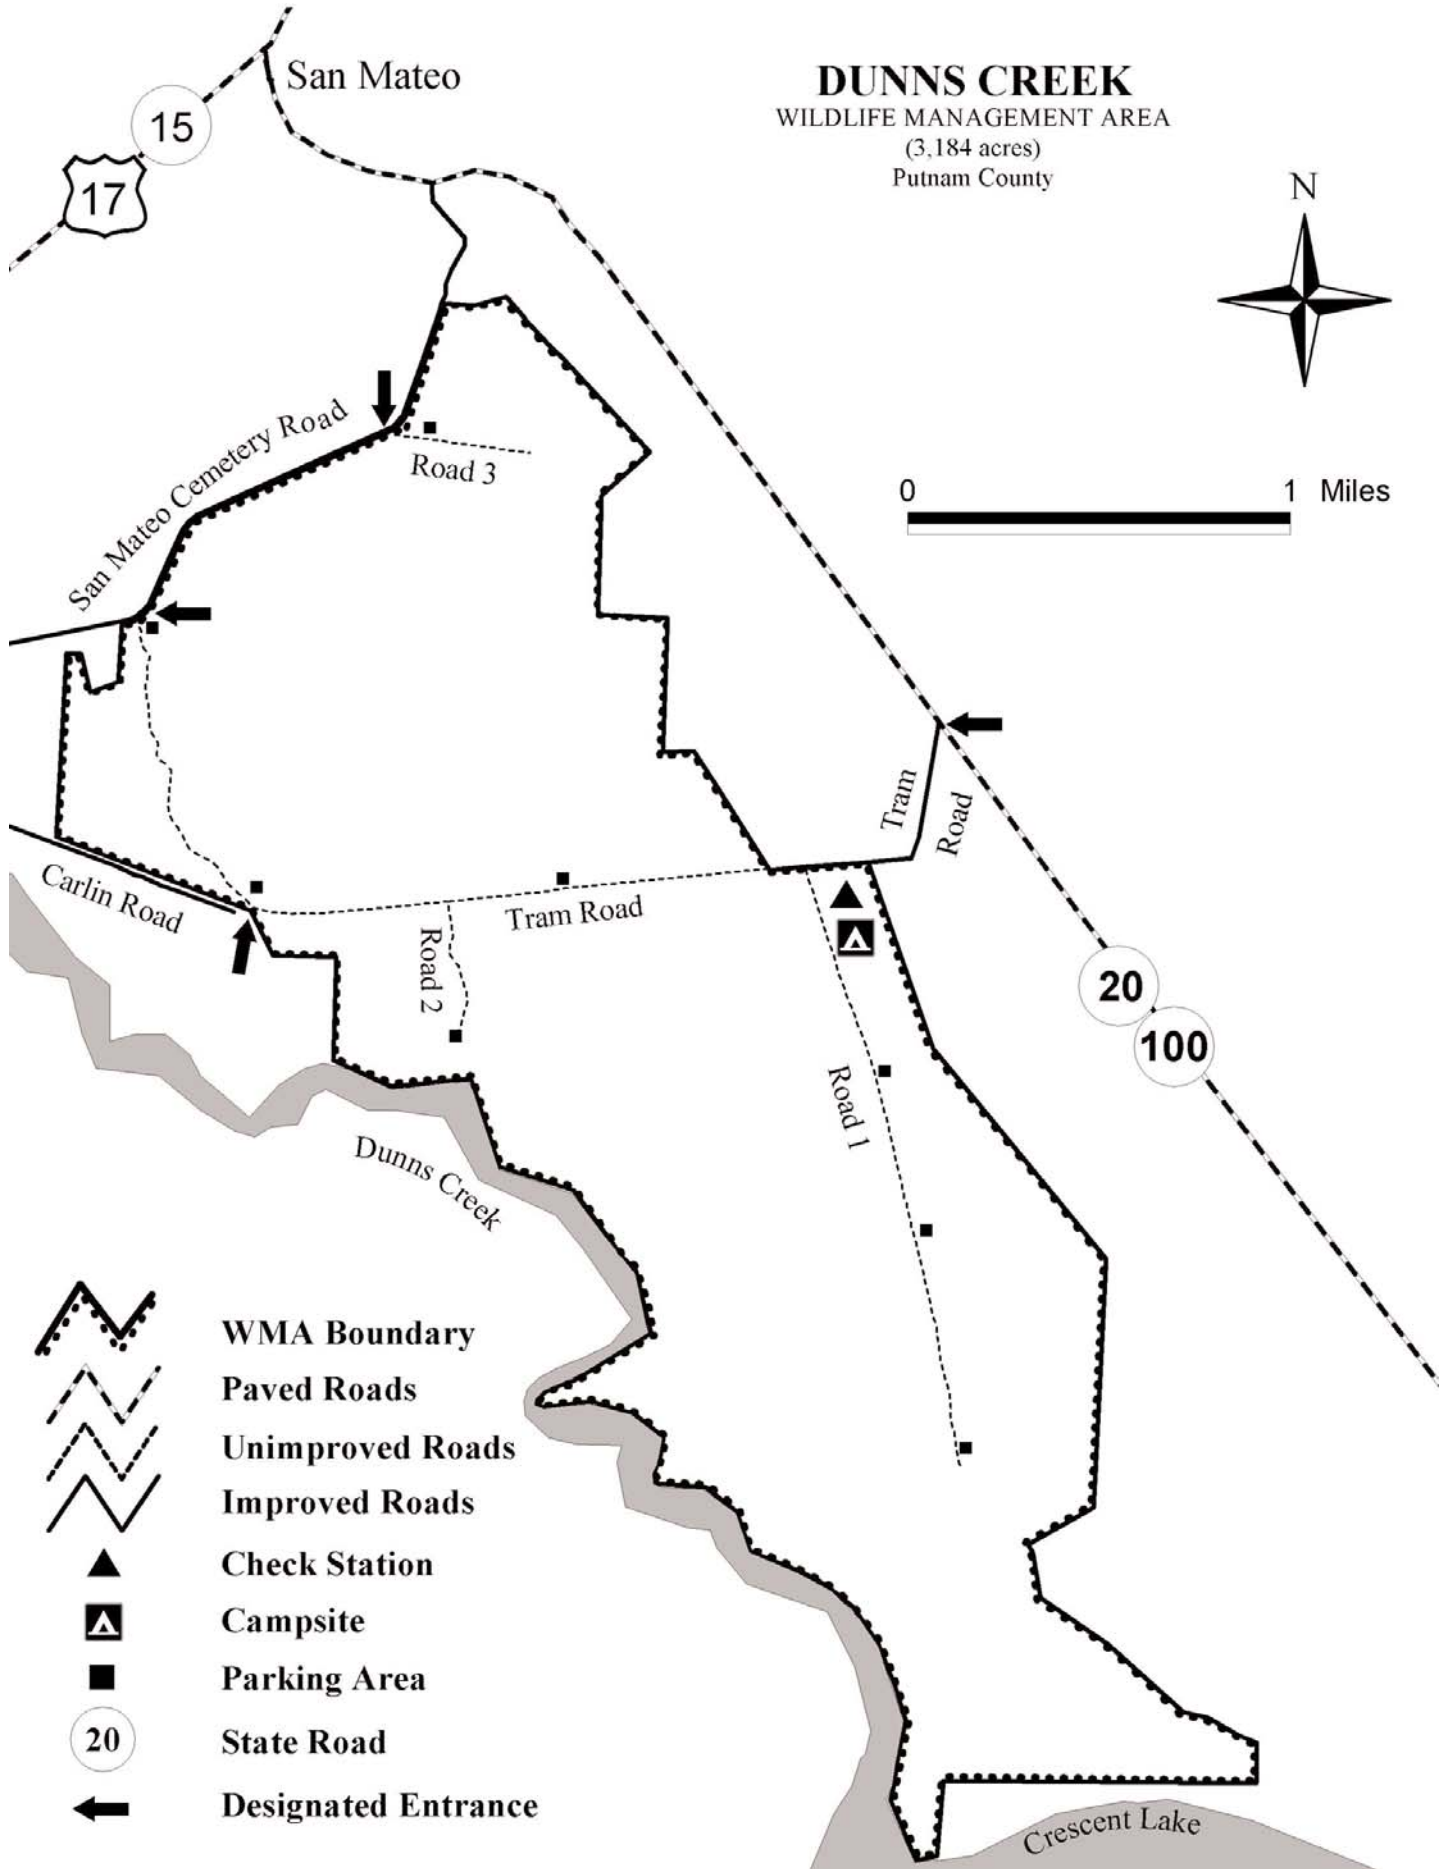 San Mateo
DUNNS CREEK
WILDLIFE MANAGEMENT AREA
(3,184 acres)
Putnam County
15
17
N
San Mateo Cemetery Road
Road 3
0 1 Miles
Tram
Road
Carlin Road
Tram Road
Road 2
20
100
Road 1
Dunns Creek
WMA Boundary
Paved Roads
Unimproved Roads
Improved Roads
Check Station
Campsite
Parking Area
20 State Road
Designated Entrance
Crescent Lake